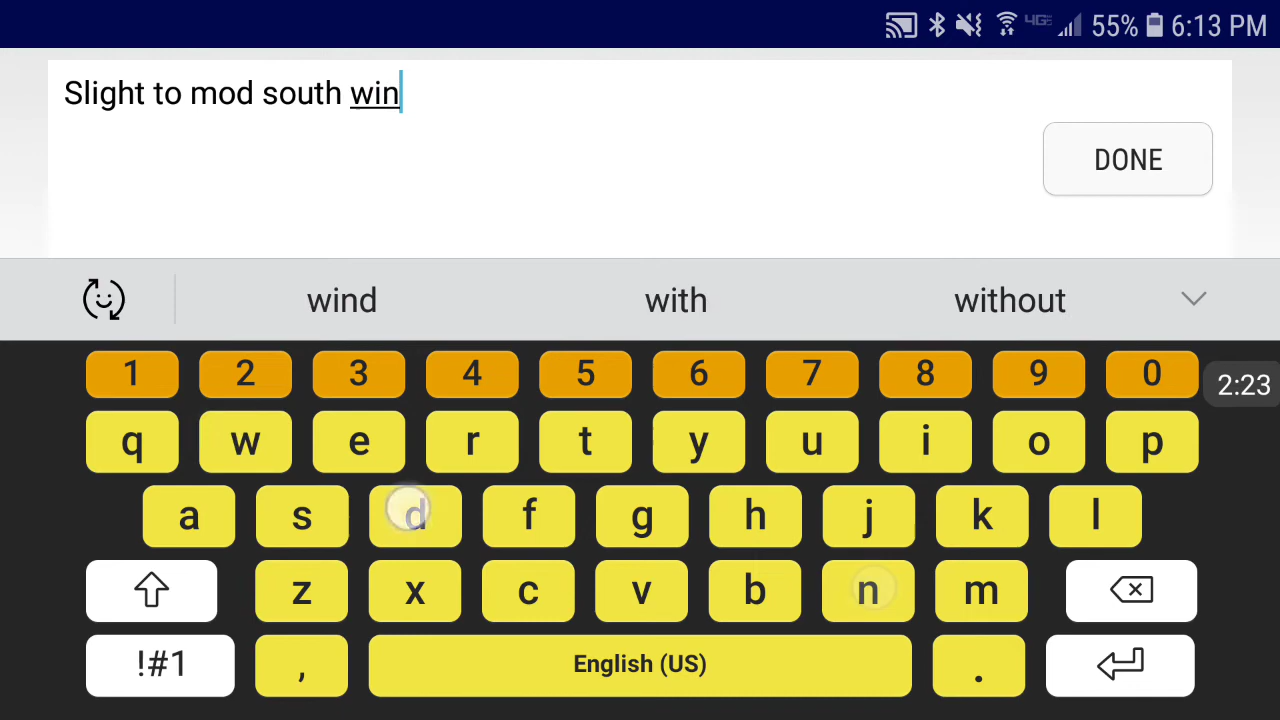 4G 55% 6:13 PM
Slight to mod south win
DONE
wind with without
1 2 3 4 5 6 7 8 9 0
2:23
q w e r t y u i o p
a s d f g h j k l
z x c v b n m
!#1 , English (US) .